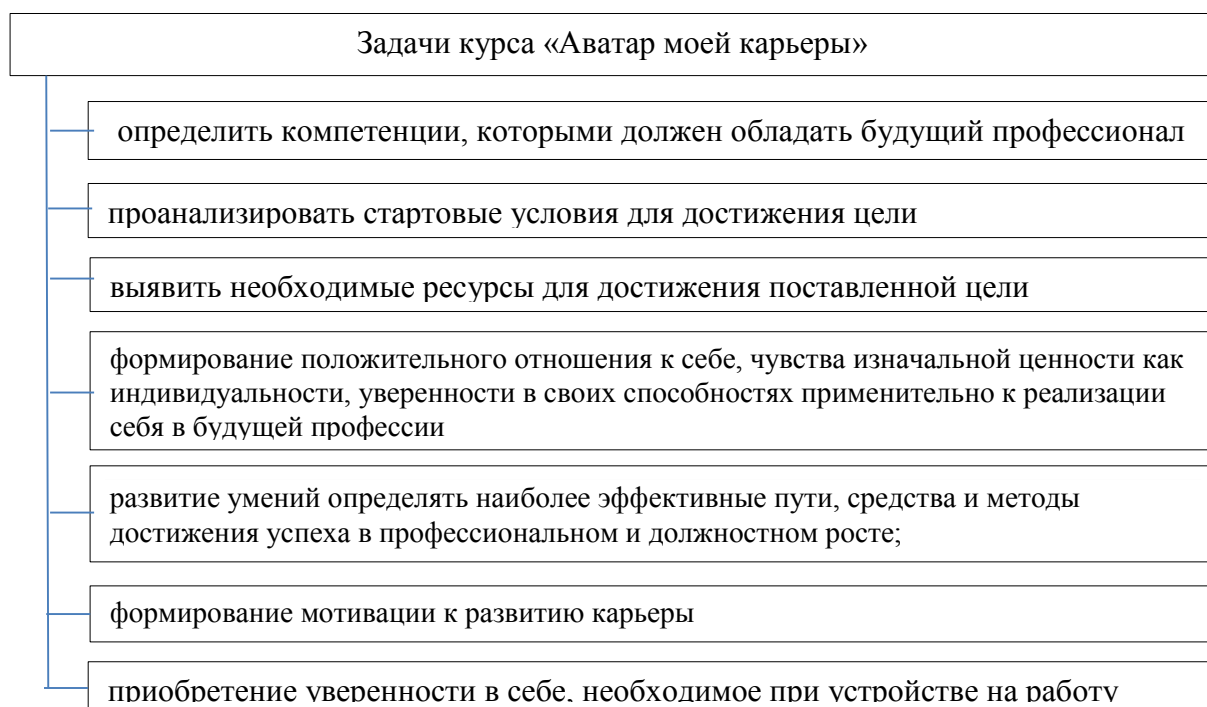 Задачи курса «Аватар моей карьеры»
определить компетенции, которыми должен обладать будущий профессионал
проанализировать стартовые условия для достижения цели
выявить необходимые ресурсы для достижения поставленной цели
формирование положительного отношения к себе, чувства изначальной ценности как
индивидуальности, уверенности в своих способностях применительно к реализации
себя в будущей профессии
развитие умений определять наиболее эффективные пути, средства и методы
достижения успеха в профессиональном и должностном росте;
формирование мотивации к развитию карьеры
приобретение уверенности в себе, необходимое при устройстве на работу